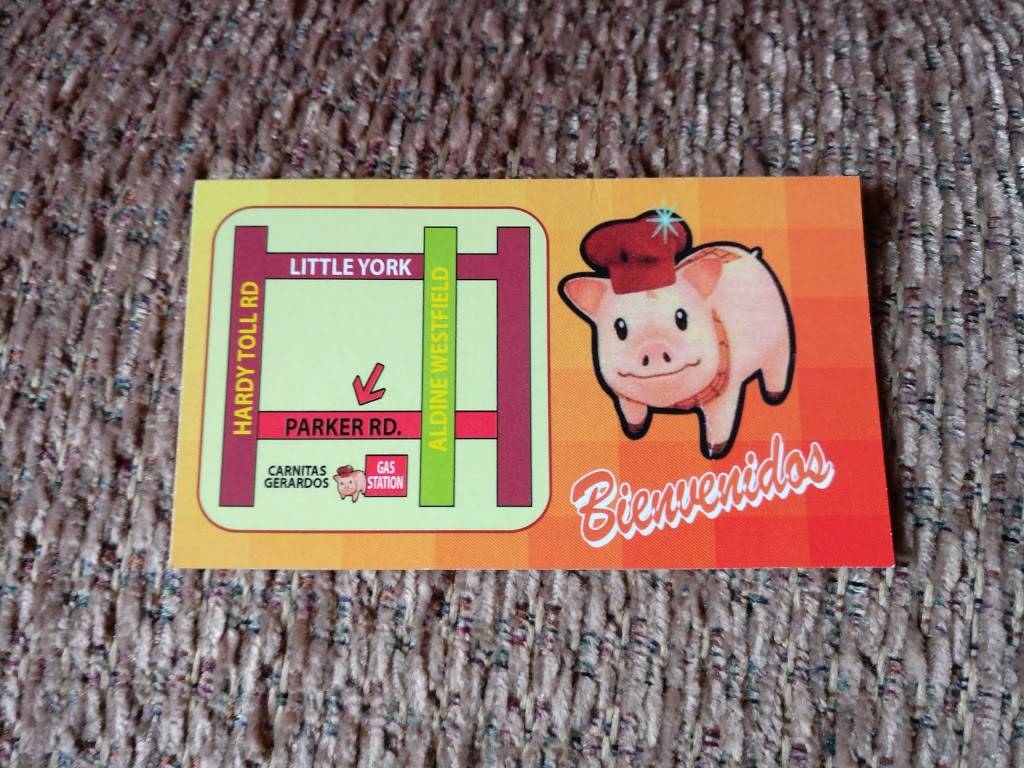 LITTLE YORK
HARDY TOLL RD
ALDINE WESTFIELD
PARKER RD.
CARNITAS
GERARDOS
GAS
STATION
Bienvenidos